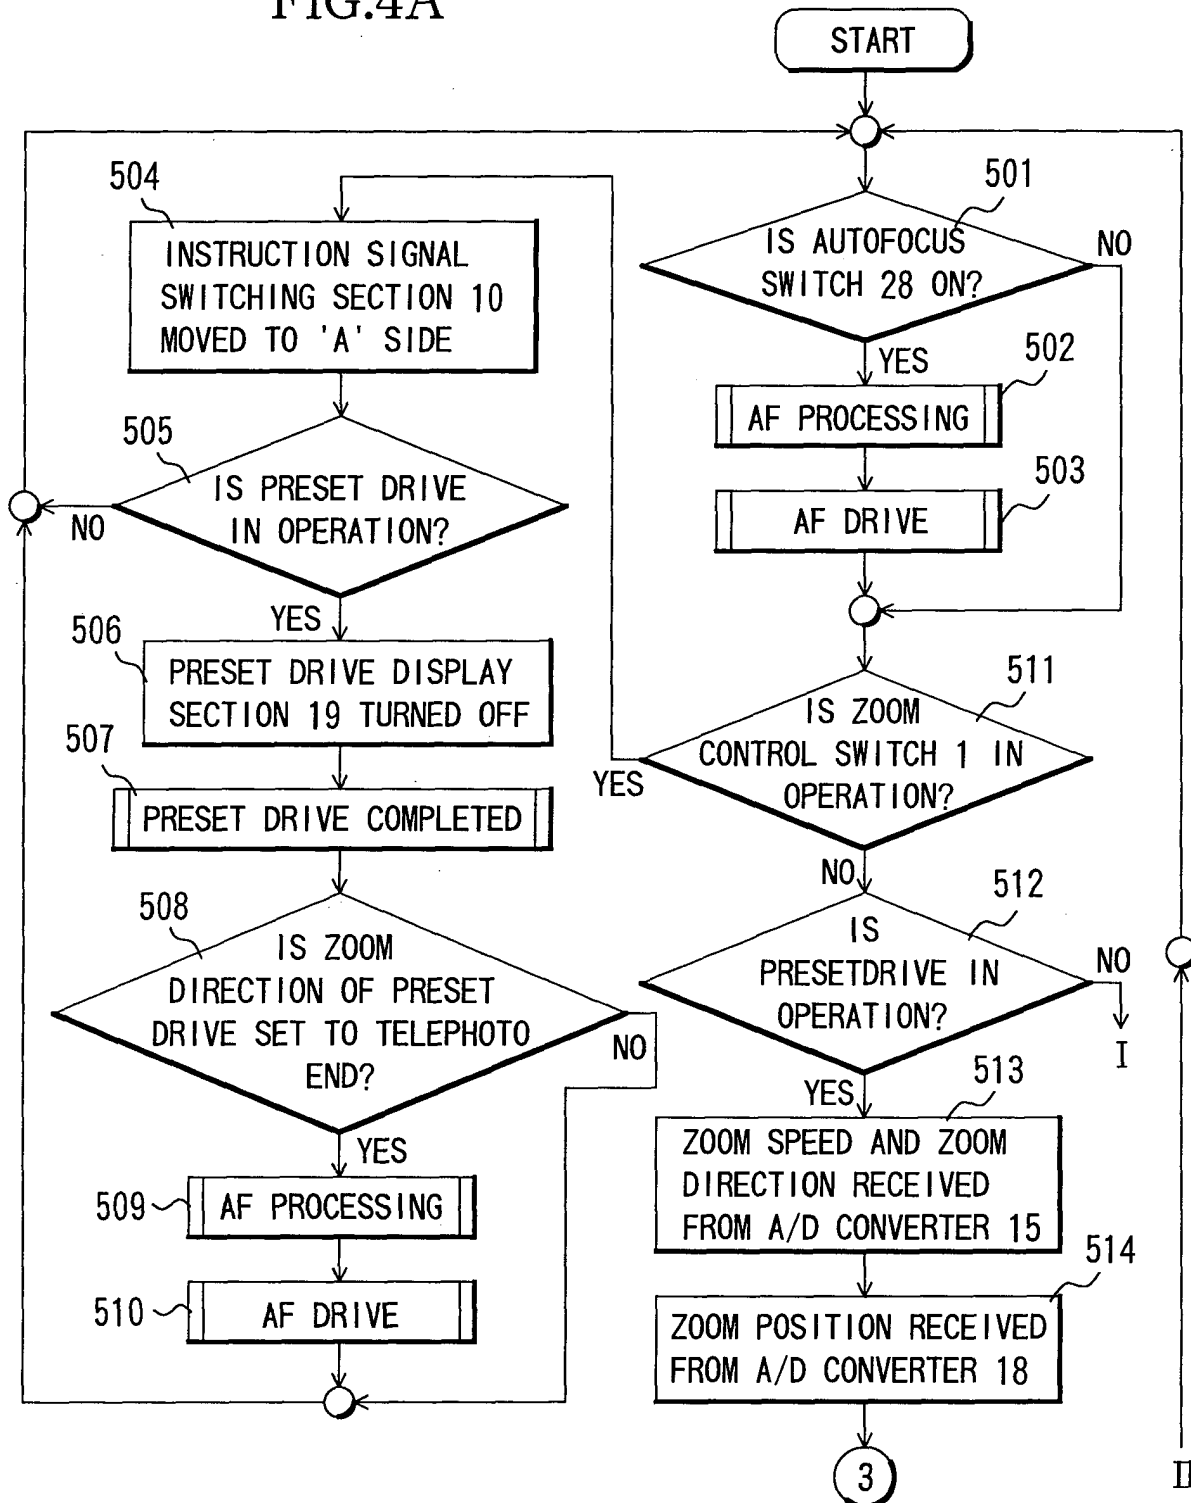 FIG.4A
START
504
INSTRUCTION SIGNAL
SWITCHING SECTION 10
MOVED TO 'A' SIDE
505
IS PRESET DRIVE
IN OPERATION?
NO
YES
506
PRESET DRIVE DISPLAY
SECTION 19 TURNED OFF
507
PRESET DRIVE COMPLETED
508
IS ZOOM
DIRECTION OF PRESET
DRIVE SET TO TELEPHOTO
END?
NO
YES
509
AF PROCESSING
510
AF DRIVE
501
IS AUTOFOCUS
SWITCH 28 ON?
NO
YES
502
AF PROCESSING
503
AF DRIVE
511
IS ZOOM
CONTROL SWITCH 1 IN
OPERATION?
YES
NO
512
IS
PRESETDRIVE IN
OPERATION?
NO
I
YES
513
ZOOM SPEED AND ZOOM
DIRECTION RECEIVED
FROM A/D CONVERTER 15
514
ZOOM POSITION RECEIVED
FROM A/D CONVERTER 18
3
II